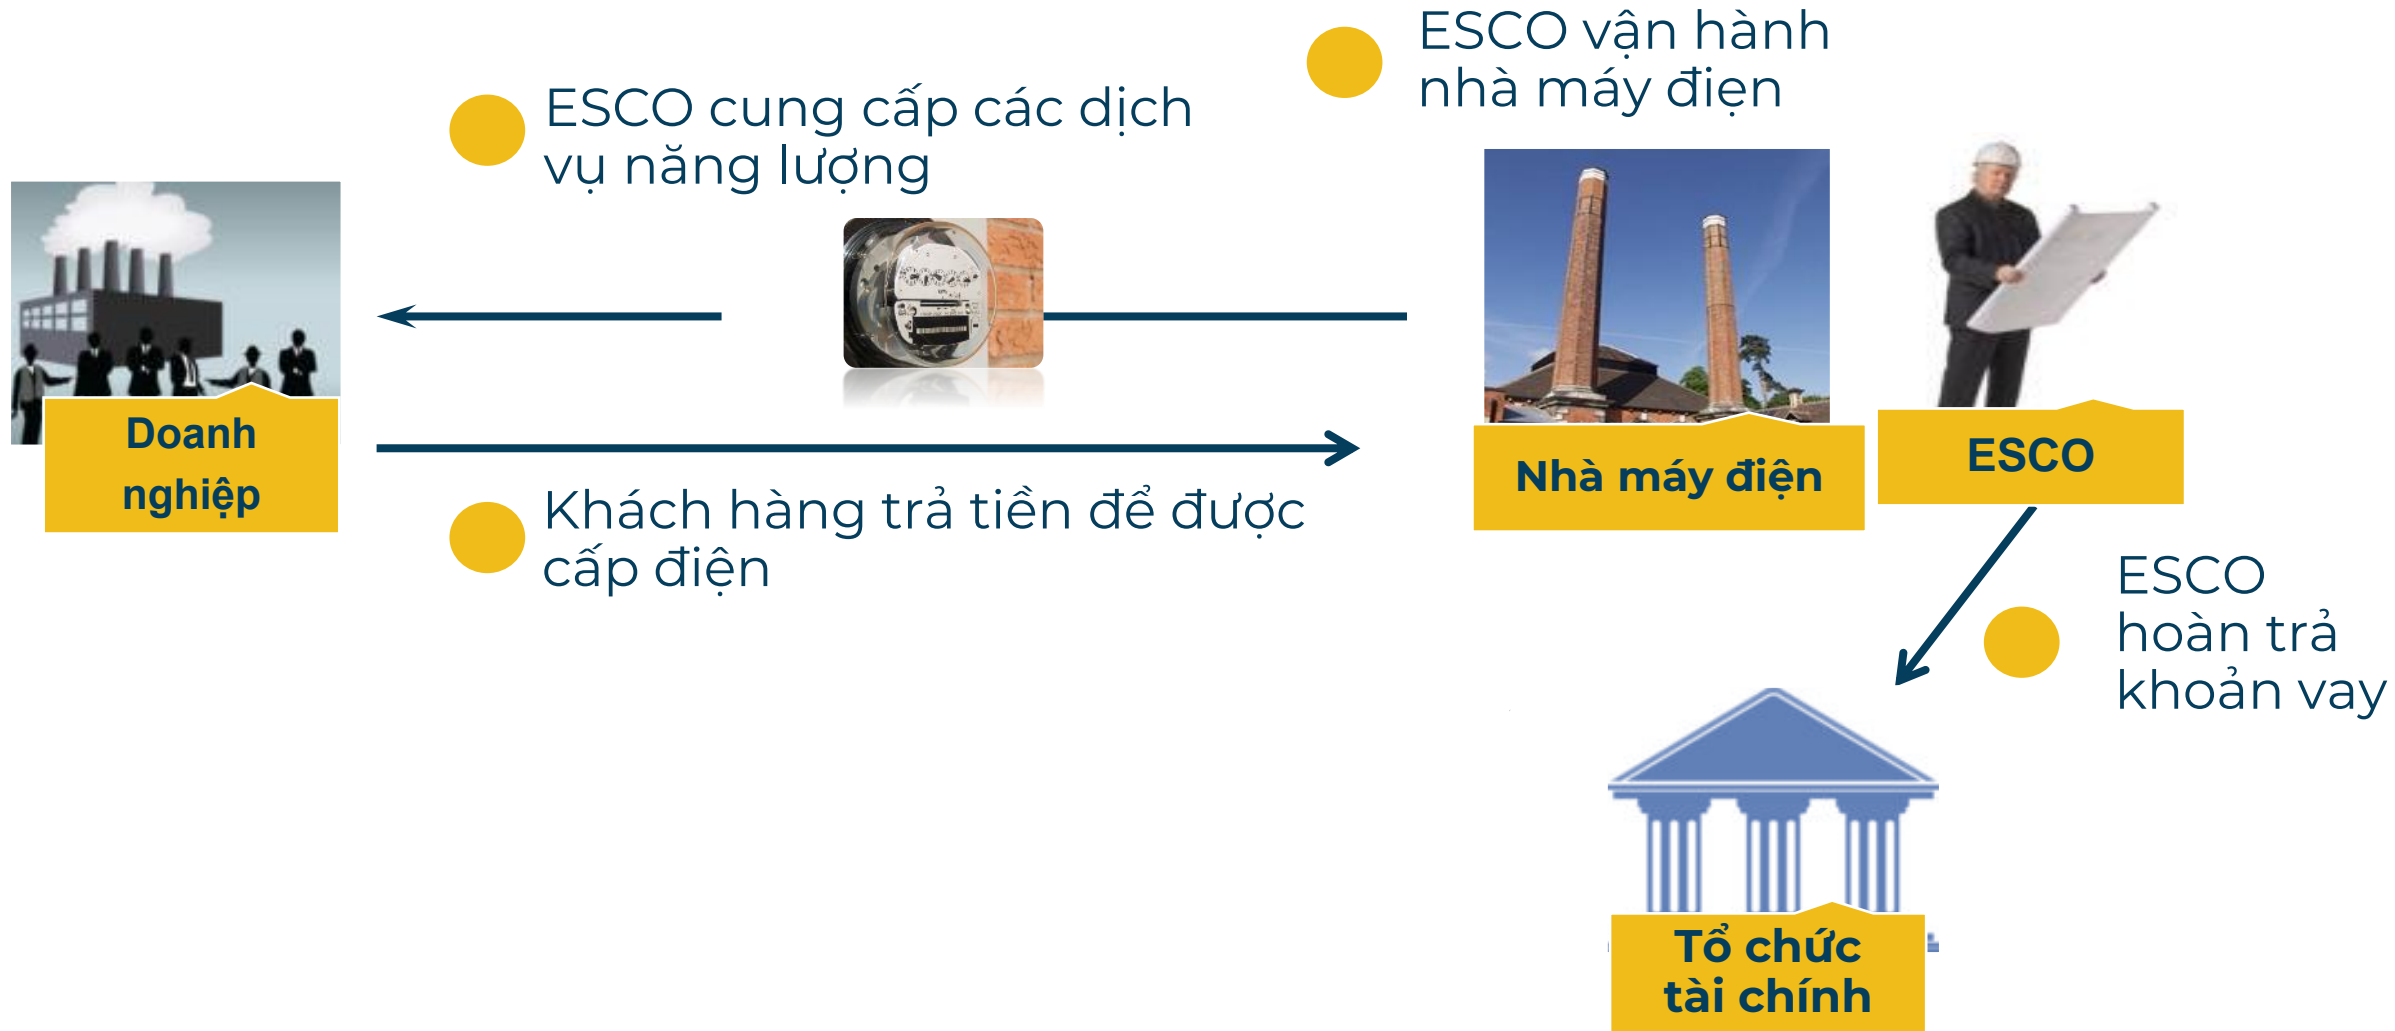 ESCO vận hành
nhà máy điẹn
ESCO cung cấp các dịch
vụ năng lượng
Doanh
nghiệp
Nhà máy điện
ESCO
Khách hàng trả tiền để được
cấp điện
ESCO
hoàn trả
khoản vay
Tổ chức
tài chính